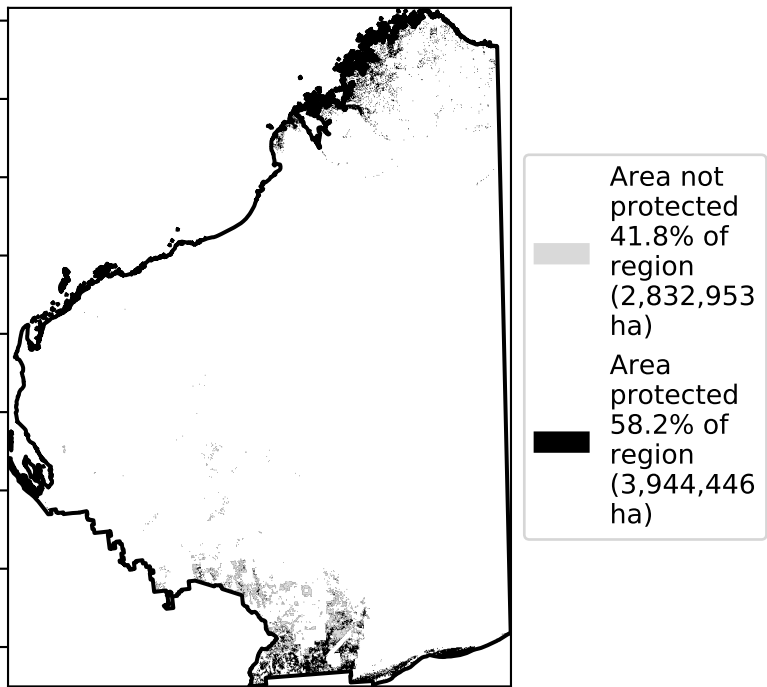 Area not
protected
41.8% of
region
(2,832,953
ha)
Area
protected
58.2% of
region
(3,944,446
ha)